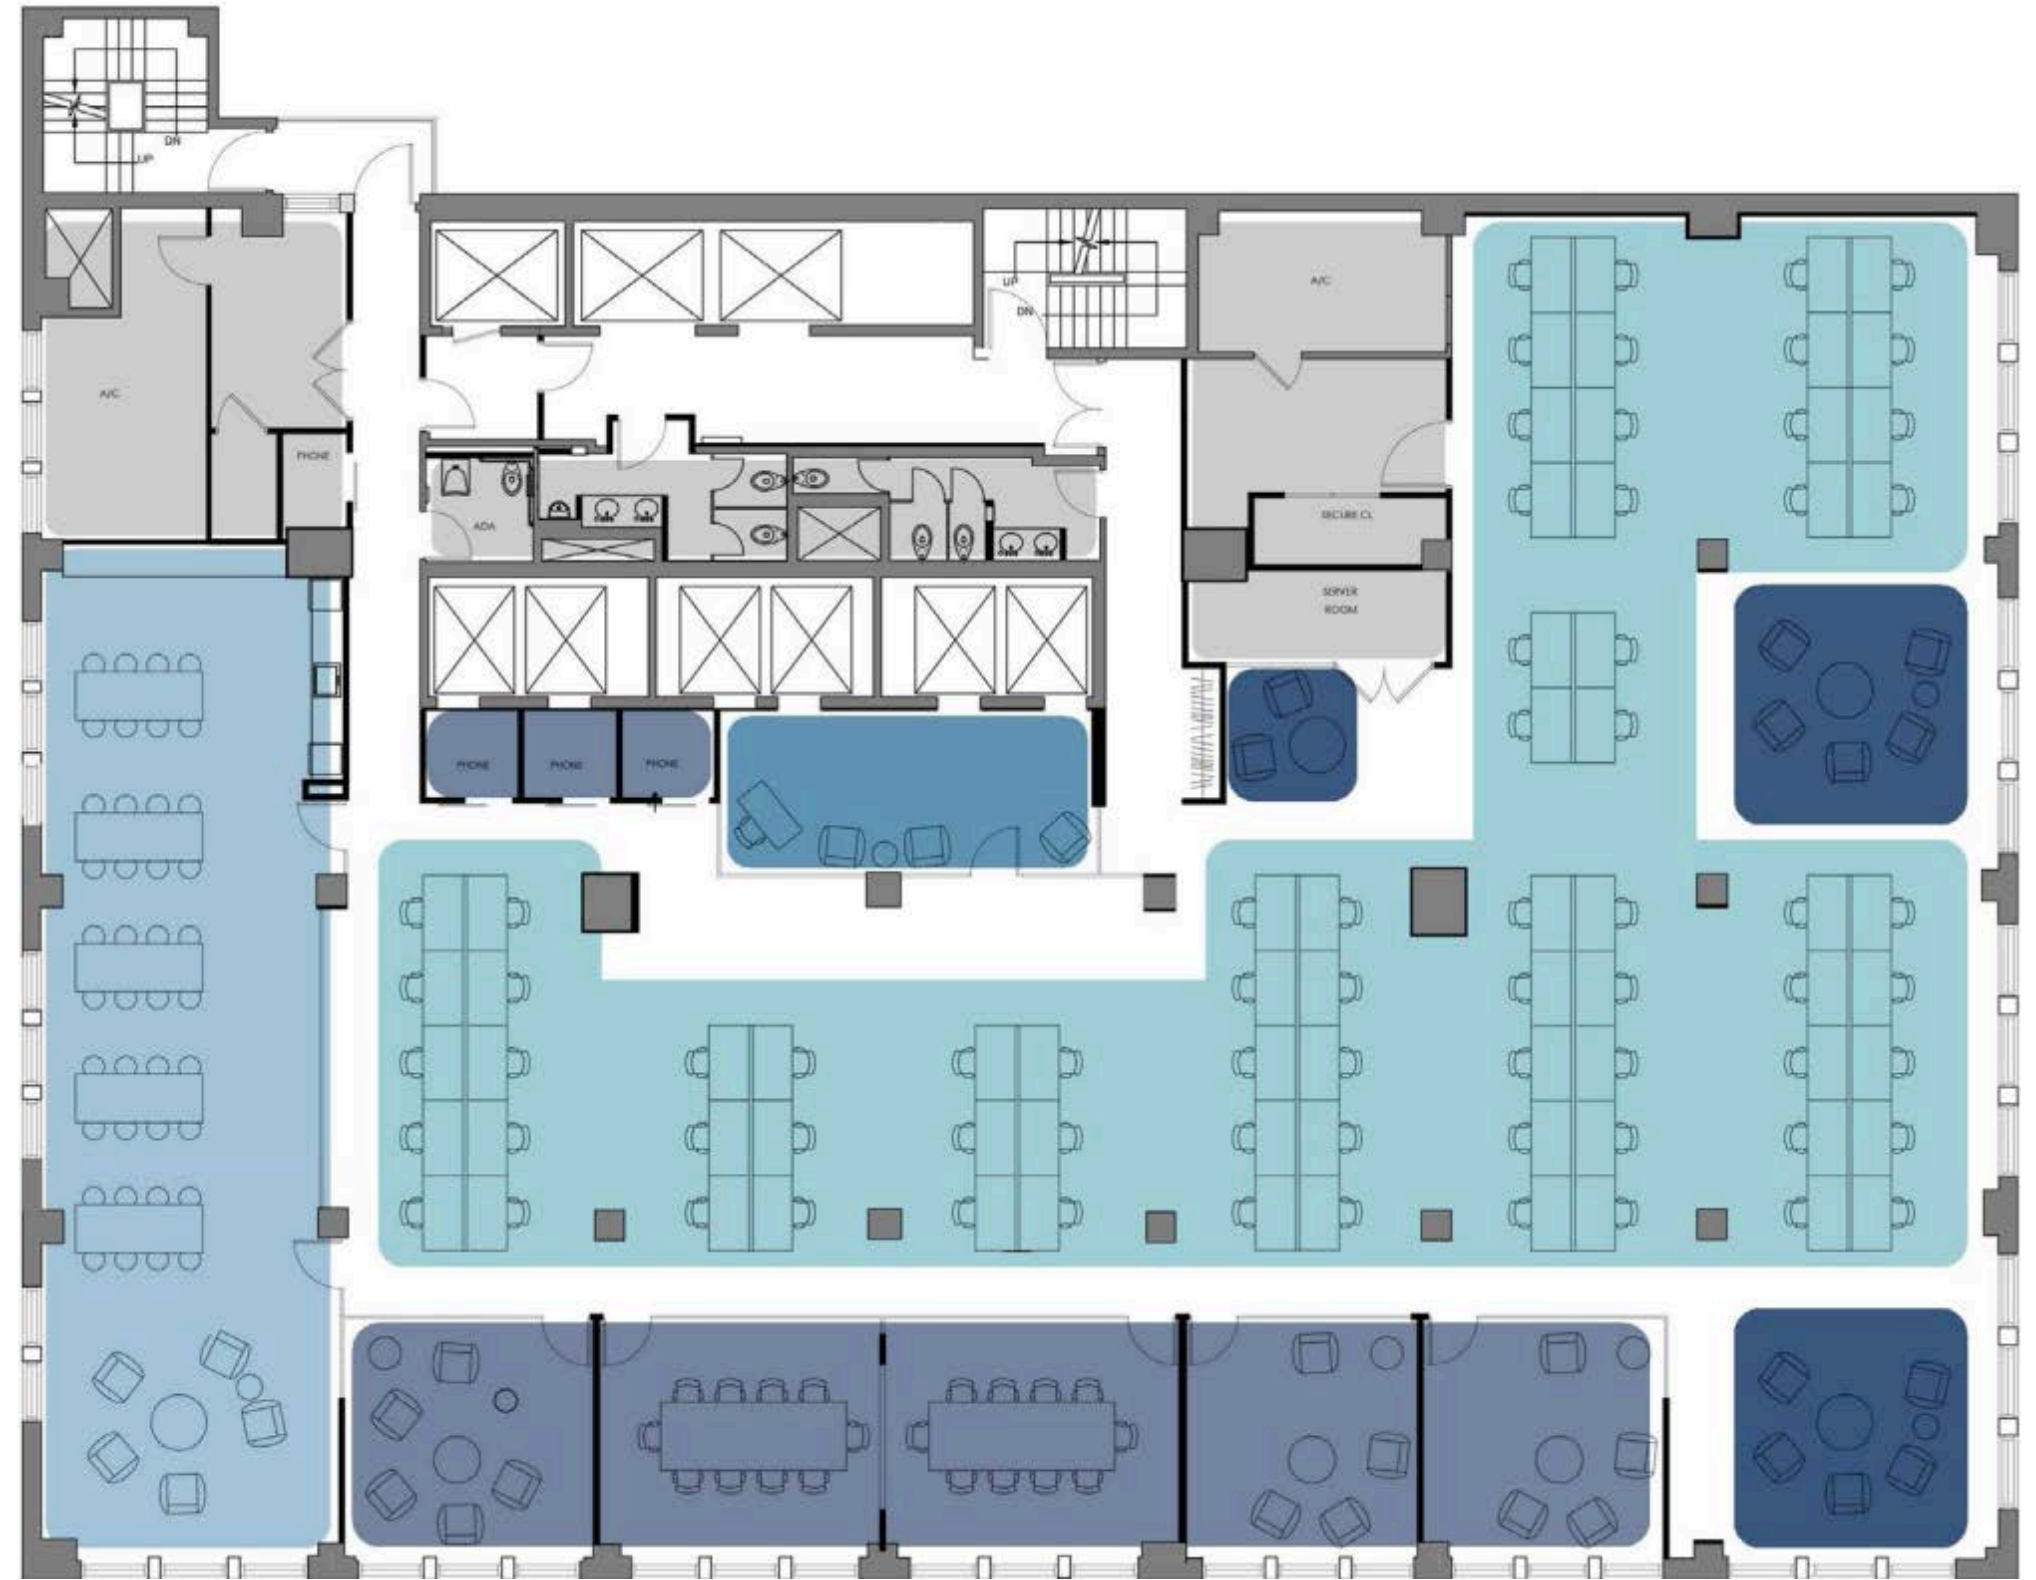 DN
UP
UP
DN
A/C
A/C
PHONE
ADA
SECURE CL
SERVER
ROOM
PHONE
PHONE
PHONE